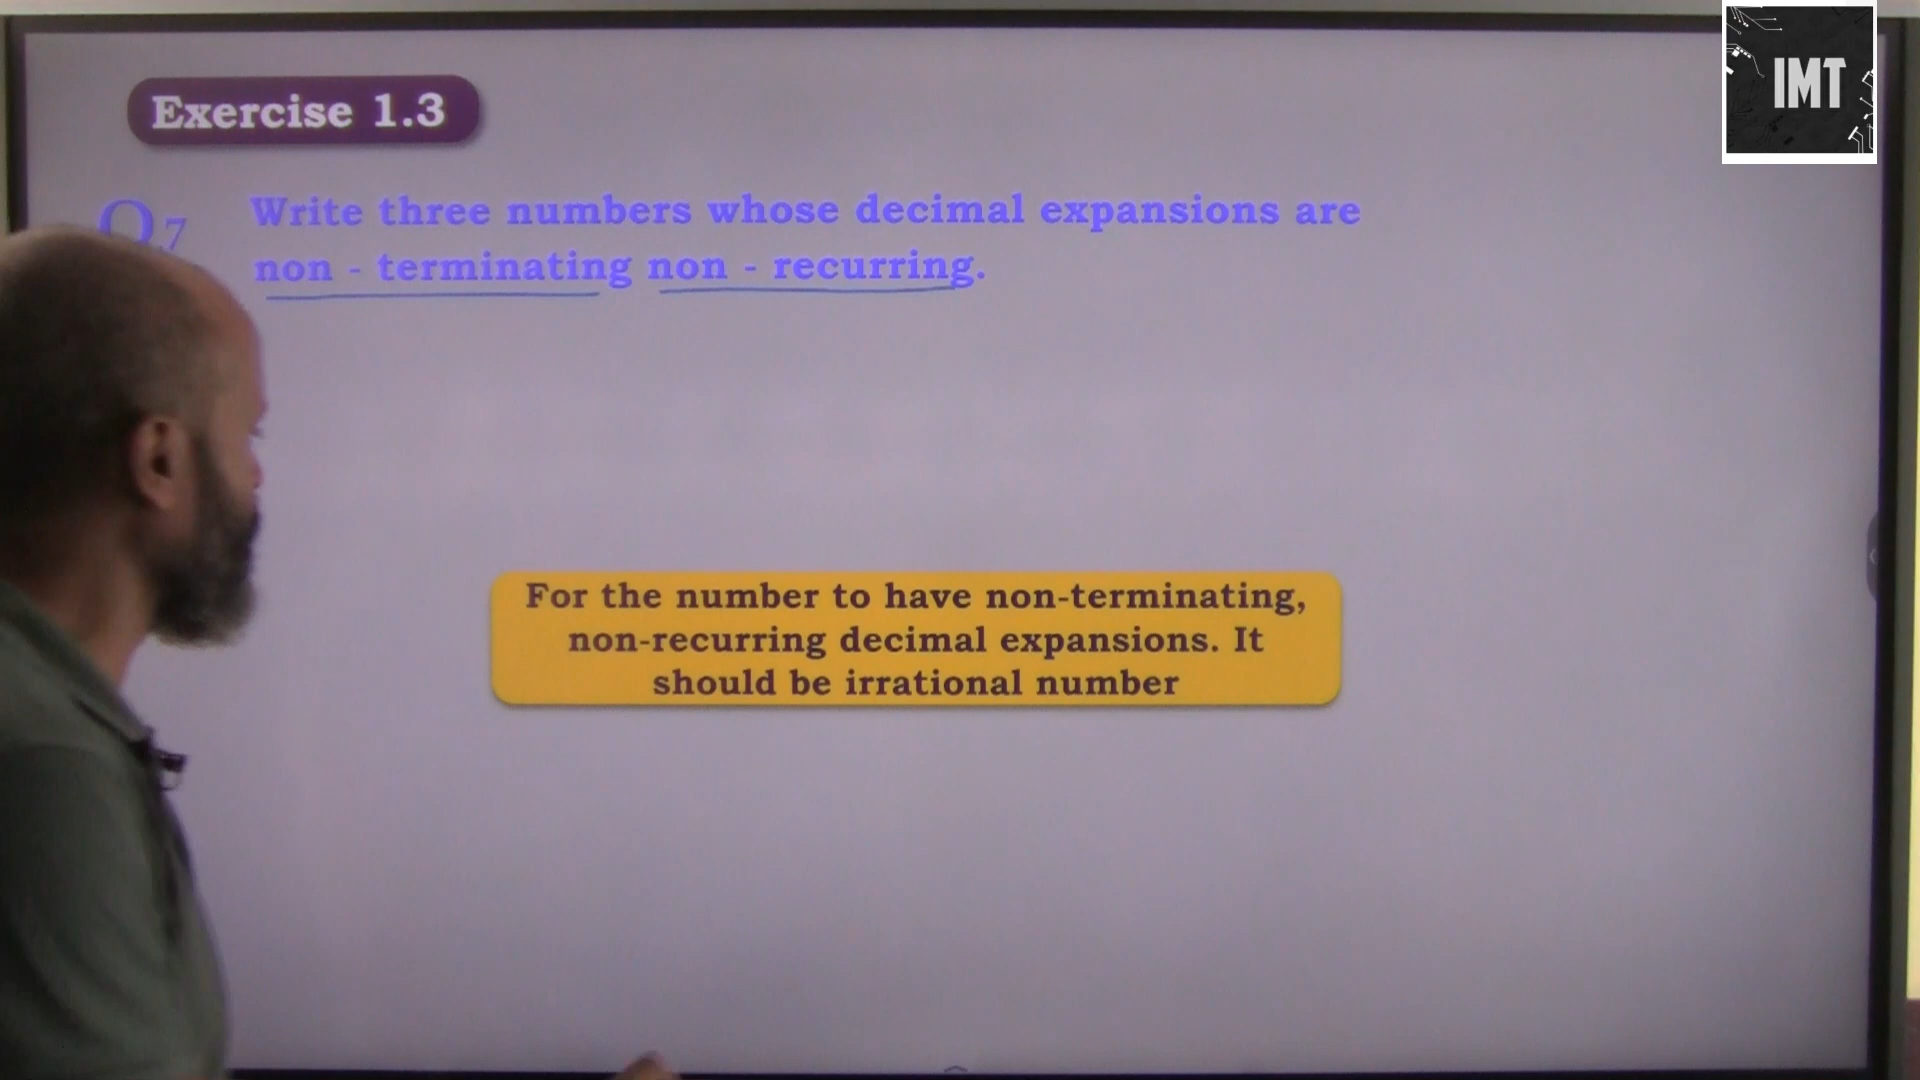 IMT
Exercise 1.3
Q.7 Write three numbers whose decimal expansions are
non - terminating non - recurring.
For the number to have non-terminating,
non-recurring decimal expansions. It
should be irrational number